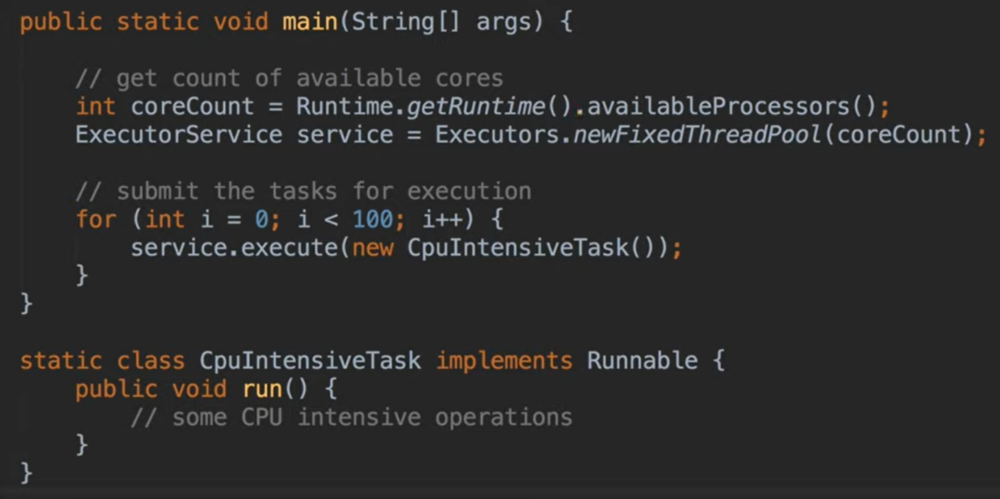 public static void main(String[] args) {
// get count of available cores
int coreCount = Runtime.getRuntime().availableProcessors();
ExecutorService service = Executors.newFixedThreadPool(coreCount);
// submit the tasks for execution
for (int i = 0; i < 100; i++) {
service.execute(new CpuIntensiveTask());
}
}
static class CpuIntensiveTask implements Runnable {
public void run() {
// some CPU intensive operations
}
}